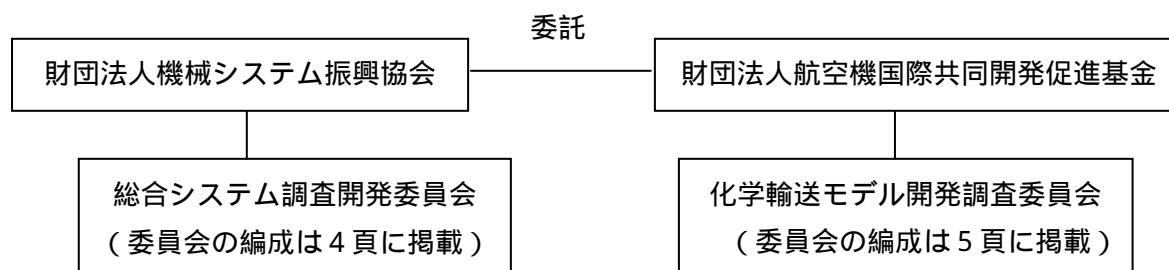 委託
財団法人機械システム振興協会
財団法人航空機国際共同開発促進基金
総合システム調査開発委員会
(委員会の編成は4頁に掲載)
化学輸送モデル開発調査委員会
(委員会の編成は5頁に掲載)